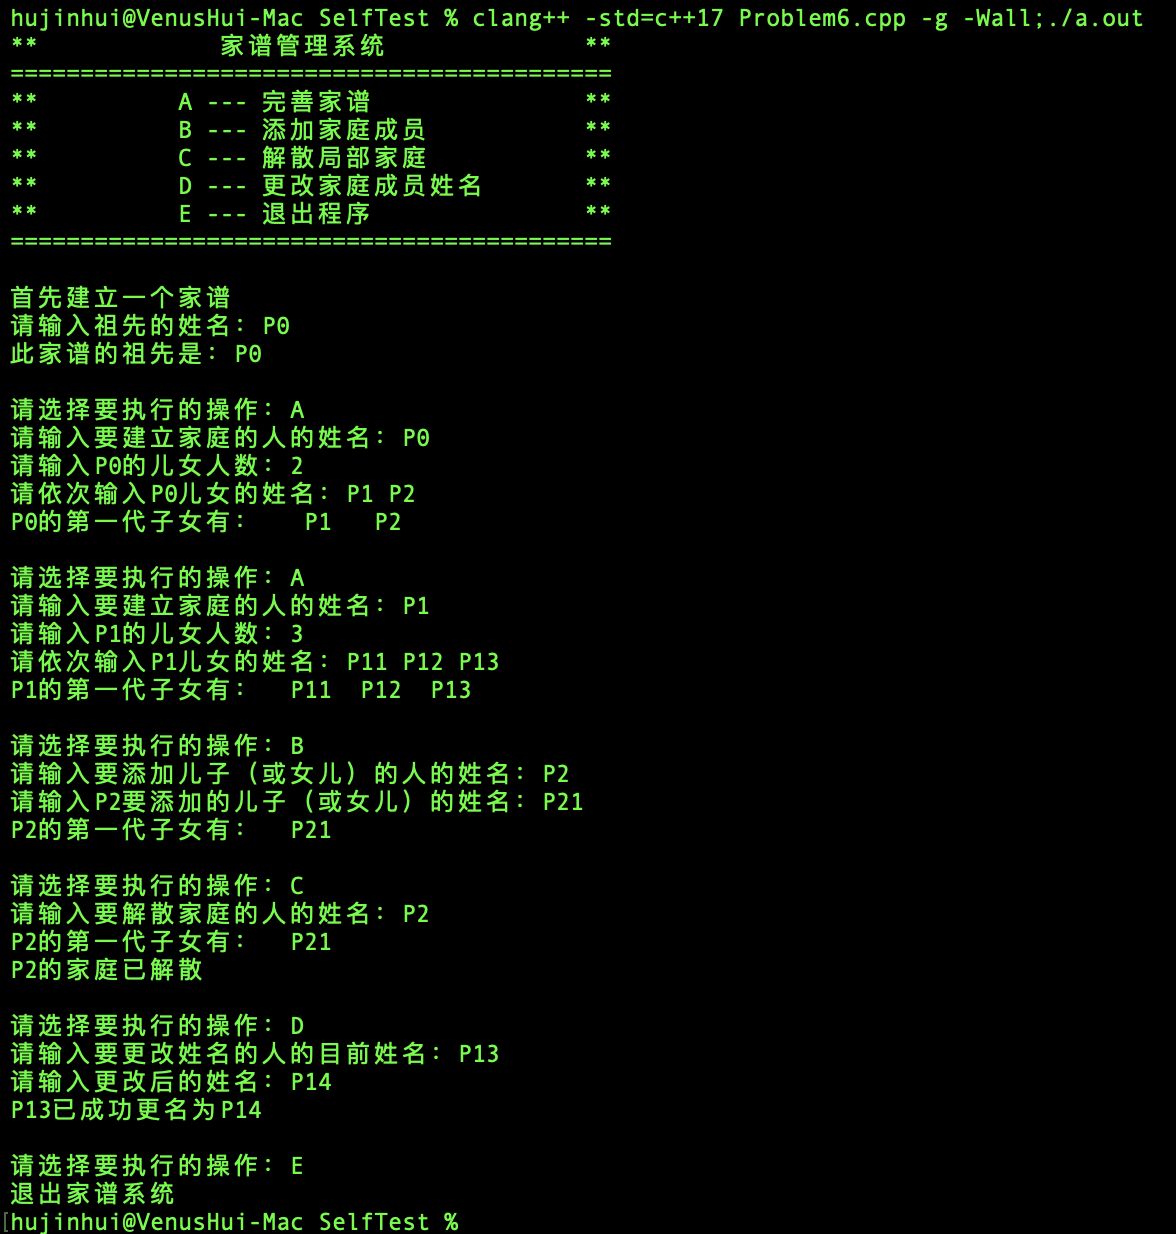 hujinhui@VenusHui-Mac SelfTest % clang++ -std=c++17 Problem6.cpp -g -Wall;./a.out
**             家谱管理系统              **
===========================================
**          A --- 完善家谱               **
**          B --- 添加家庭成员           **
**          C --- 解散局部家庭           **
**          D --- 更改家庭成员姓名       **
**          E --- 退出程序               **
===========================================
首先建立一个家谱
请输入祖先的姓名: P0
此家谱的祖先是: P0
请选择要执行的操作: A
请输入要建立家庭的人的姓名: P0
请输入P0的儿女人数: 2
请依次输入P0儿女的姓名: P1 P2
P0的第一代子女有:    P1   P2
请选择要执行的操作: A
请输入要建立家庭的人的姓名: P1
请输入P1的儿女人数: 3
请依次输入P1儿女的姓名: P11 P12 P13
P1的第一代子女有:   P11  P12  P13
请选择要执行的操作: B
请输入要添加儿子（或女儿）的人的姓名: P2
请输入P2要添加的儿子（或女儿）的姓名: P21
P2的第一代子女有:   P21
请选择要执行的操作: C
请输入要解散家庭的人的姓名: P2
P2的第一代子女有:   P21
P2的家庭已解散
请选择要执行的操作: D
请输入要更改姓名的人的目前姓名: P13
请输入更改后的姓名: P14
P13已成功更名为P14
请选择要执行的操作: E
退出家谱系统
[hujinhui@VenusHui-Mac SelfTest %